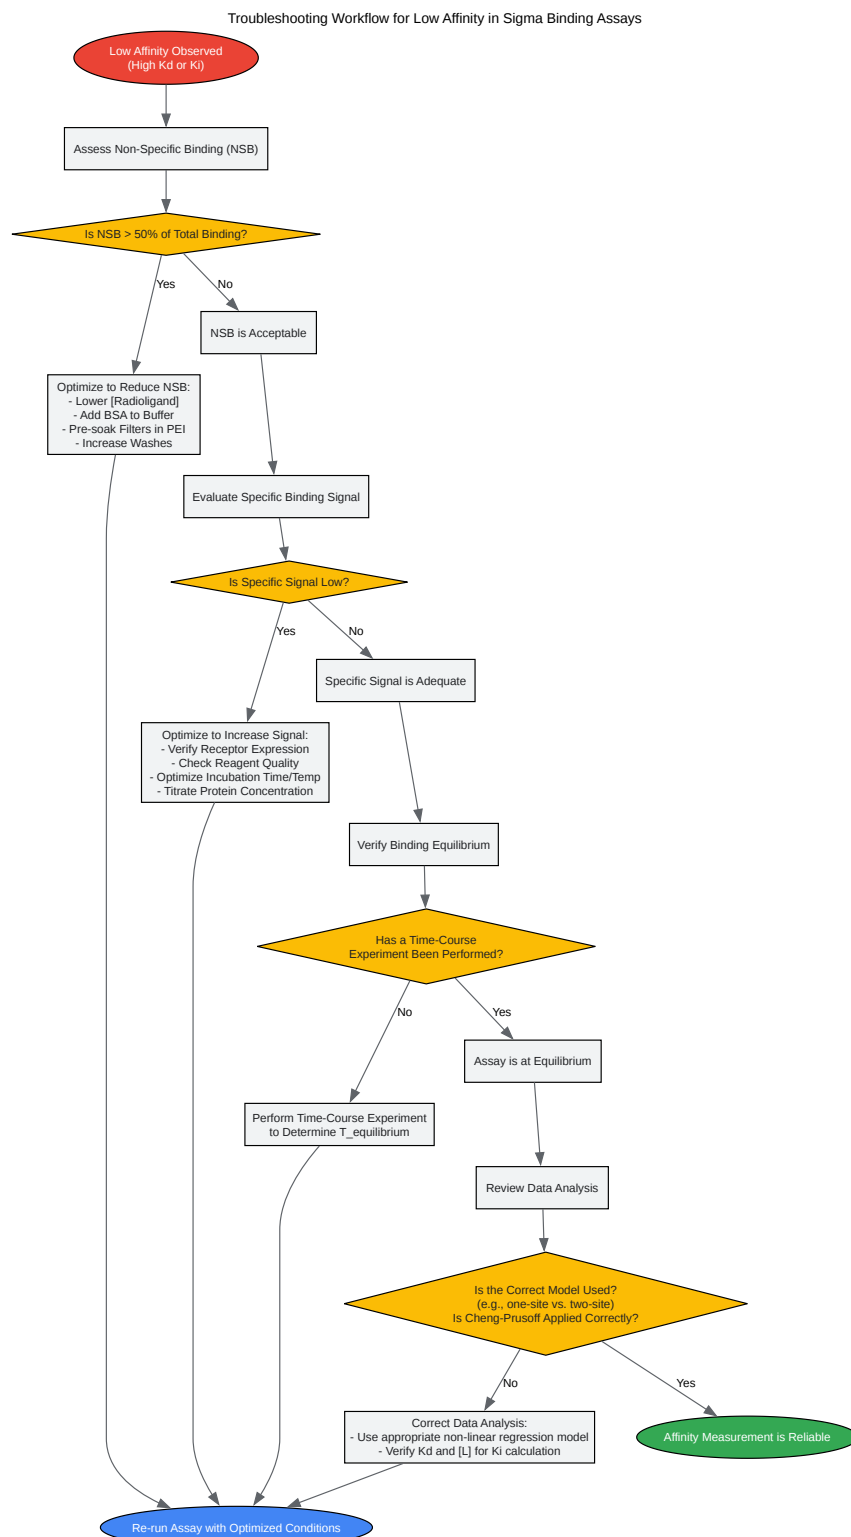 Troubleshooting Workflow for Low Affinity in Sigma Binding Assays
Low Affinity Observed
(High Kd or Ki)
Assess Non-Specific Binding (NSB)
Is NSB > 50% of Total Binding?
Yes
No
NSB is Acceptable
Optimize to Reduce NSB:
- Lower [Radioligand]
- Add BSA to Buffer
- Pre-soak Filters in PEI
- Increase Washes
Evaluate Specific Binding Signal
Is Specific Signal Low?
Yes
No
Specific Signal is Adequate
Optimize to Increase Signal:
- Verify Receptor Expression
- Check Reagent Quality
- Optimize Incubation Time/Temp
- Titrate Protein Concentration
Verify Binding Equilibrium
Has a Time-Course
Experiment Been Performed?
No
Yes
Assay is at Equilibrium
Perform Time-Course Experiment
to Determine T_equilibrium
Review Data Analysis
Is the Correct Model Used?
(e.g., one-site vs. two-site)
Is Cheng-Prusoff Applied Correctly?
No
Yes
Correct Data Analysis:
- Use appropriate non-linear regression model
- Verify Kd and [L] for Ki calculation
Affinity Measurement is Reliable
Re-run Assay with Optimized Conditions